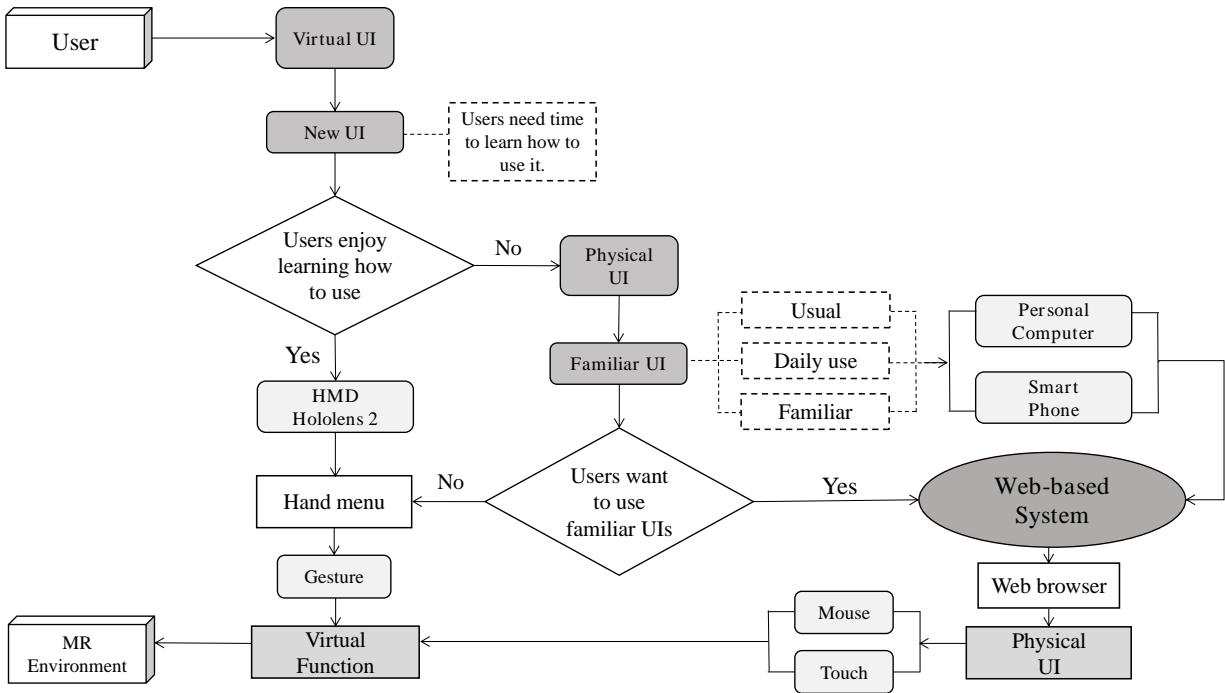 User
Virtual UI
New UI
Users need time
to learn how to
use it.
Users enjoy
learning how
to use
No
Physical
UI
Yes
Familiar UI
Usual
Daily use
Familiar
Personal
Computer
Smart
Phone
HMD
Hololens 2
Hand menu
No
Users want
to use
familiar UIs
Yes
Web-based
System
Gesture
Web browser
Mouse
Touch
Physical
UI
Virtual
Function
MR
Environment